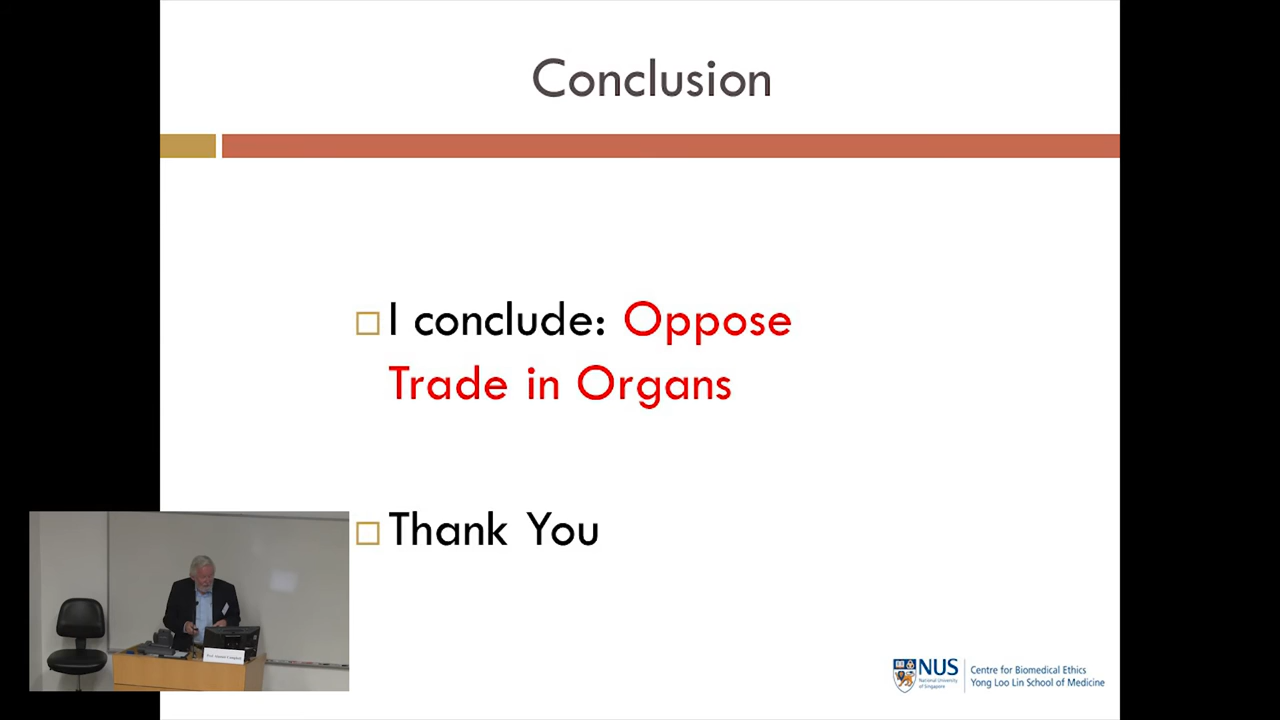 Conclusion
I conclude: Oppose
Trade in Organs
Thank You
NUS
National University
of Singapore
Centre for Biomedical Ethics
Yong Loo Lin School of Medicine